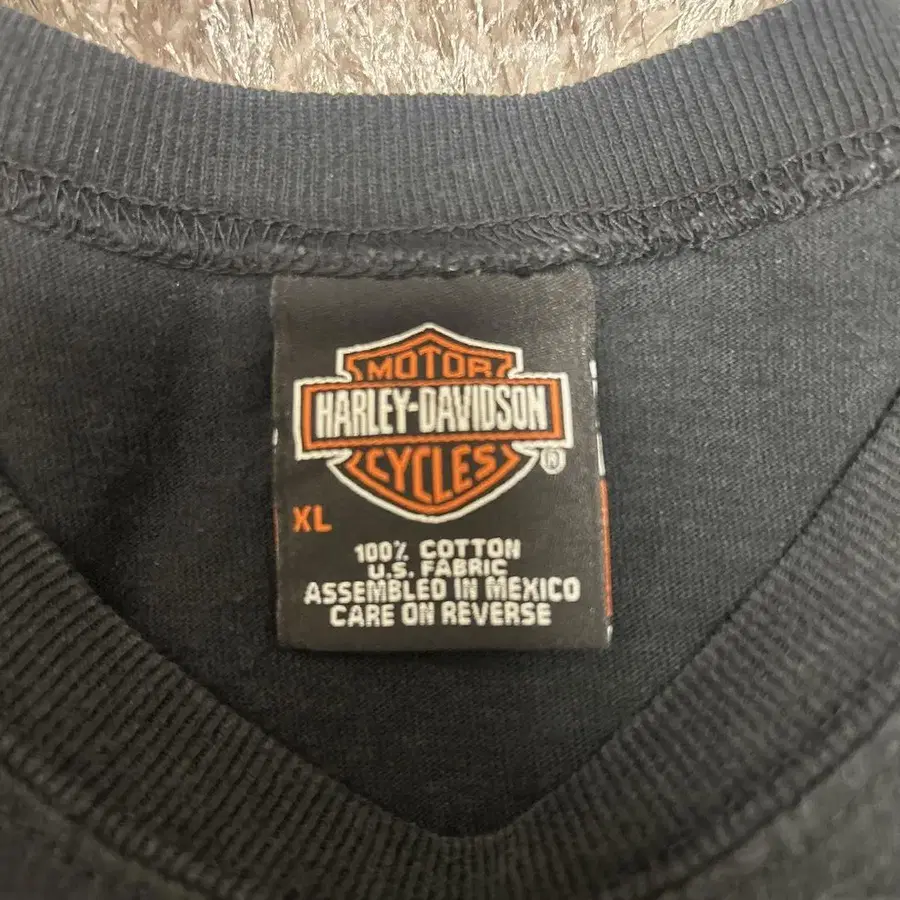 MOTOR
HARLEY-DAVIDSON
CYCLES
®
XL
100% COTTON
U.S. FABRIC
ASSEMBLED IN MEXICO
CARE ON REVERSE